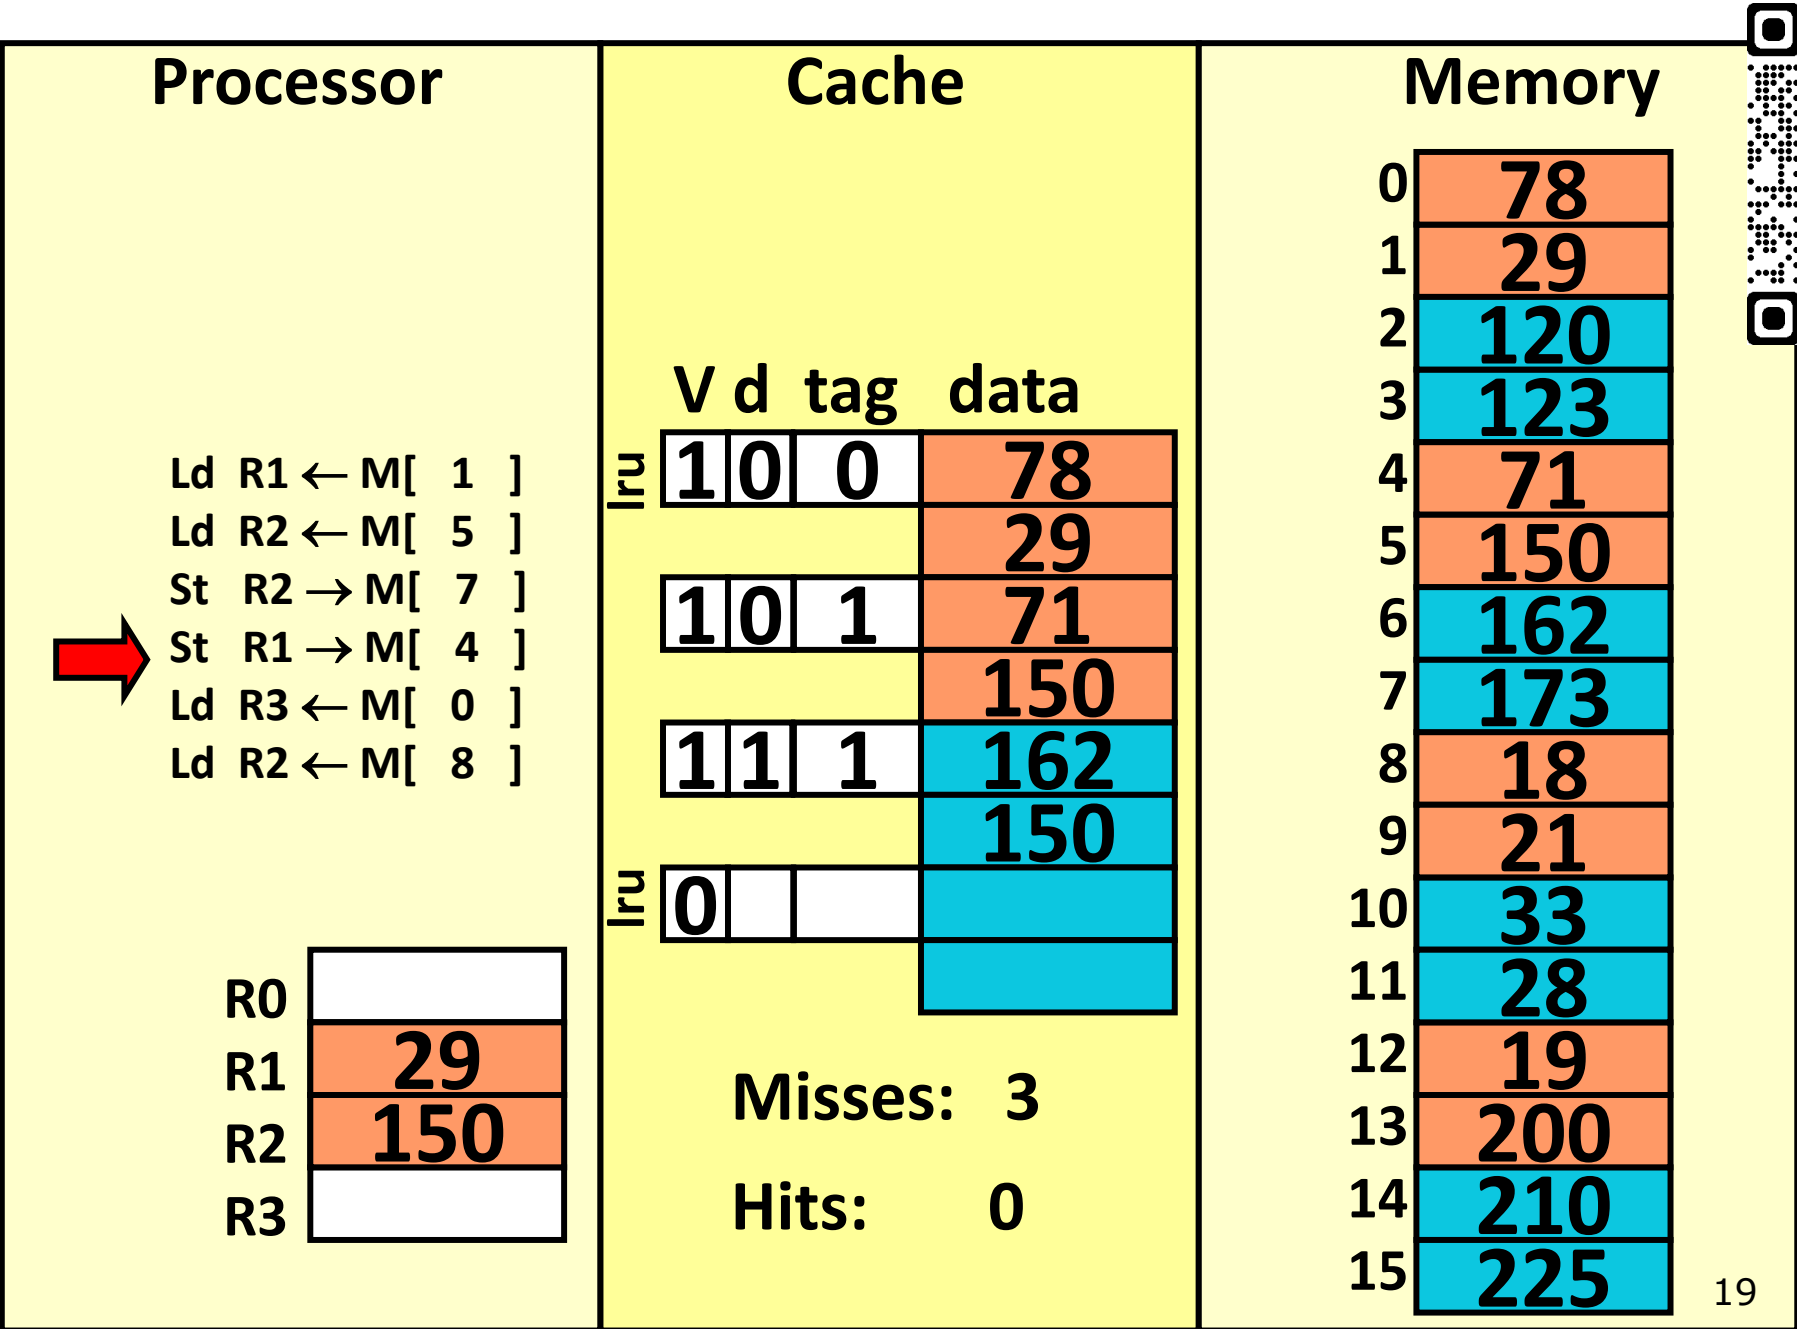 Processor
Ld R1 ← M[ 1 ]
Ld R2 ← M[ 5 ]
St R2 → M[ 7 ]
St R1 → M[ 4 ]
Ld R3 ← M[ 0 ]
Ld R2 ← M[ 8 ]
R0
R1 29
R2 150
R3
Cache
V d tag data
lru 1 0 0 78
29
1 0 1 71
150
1 1 1 162
150
lru 0
Misses: 3
Hits: 0
Memory
0 78
1 29
2 120
3 123
4 71
5 150
6 162
7 173
8 18
9 21
10 33
11 28
12 19
13 200
14 210
15 225
19